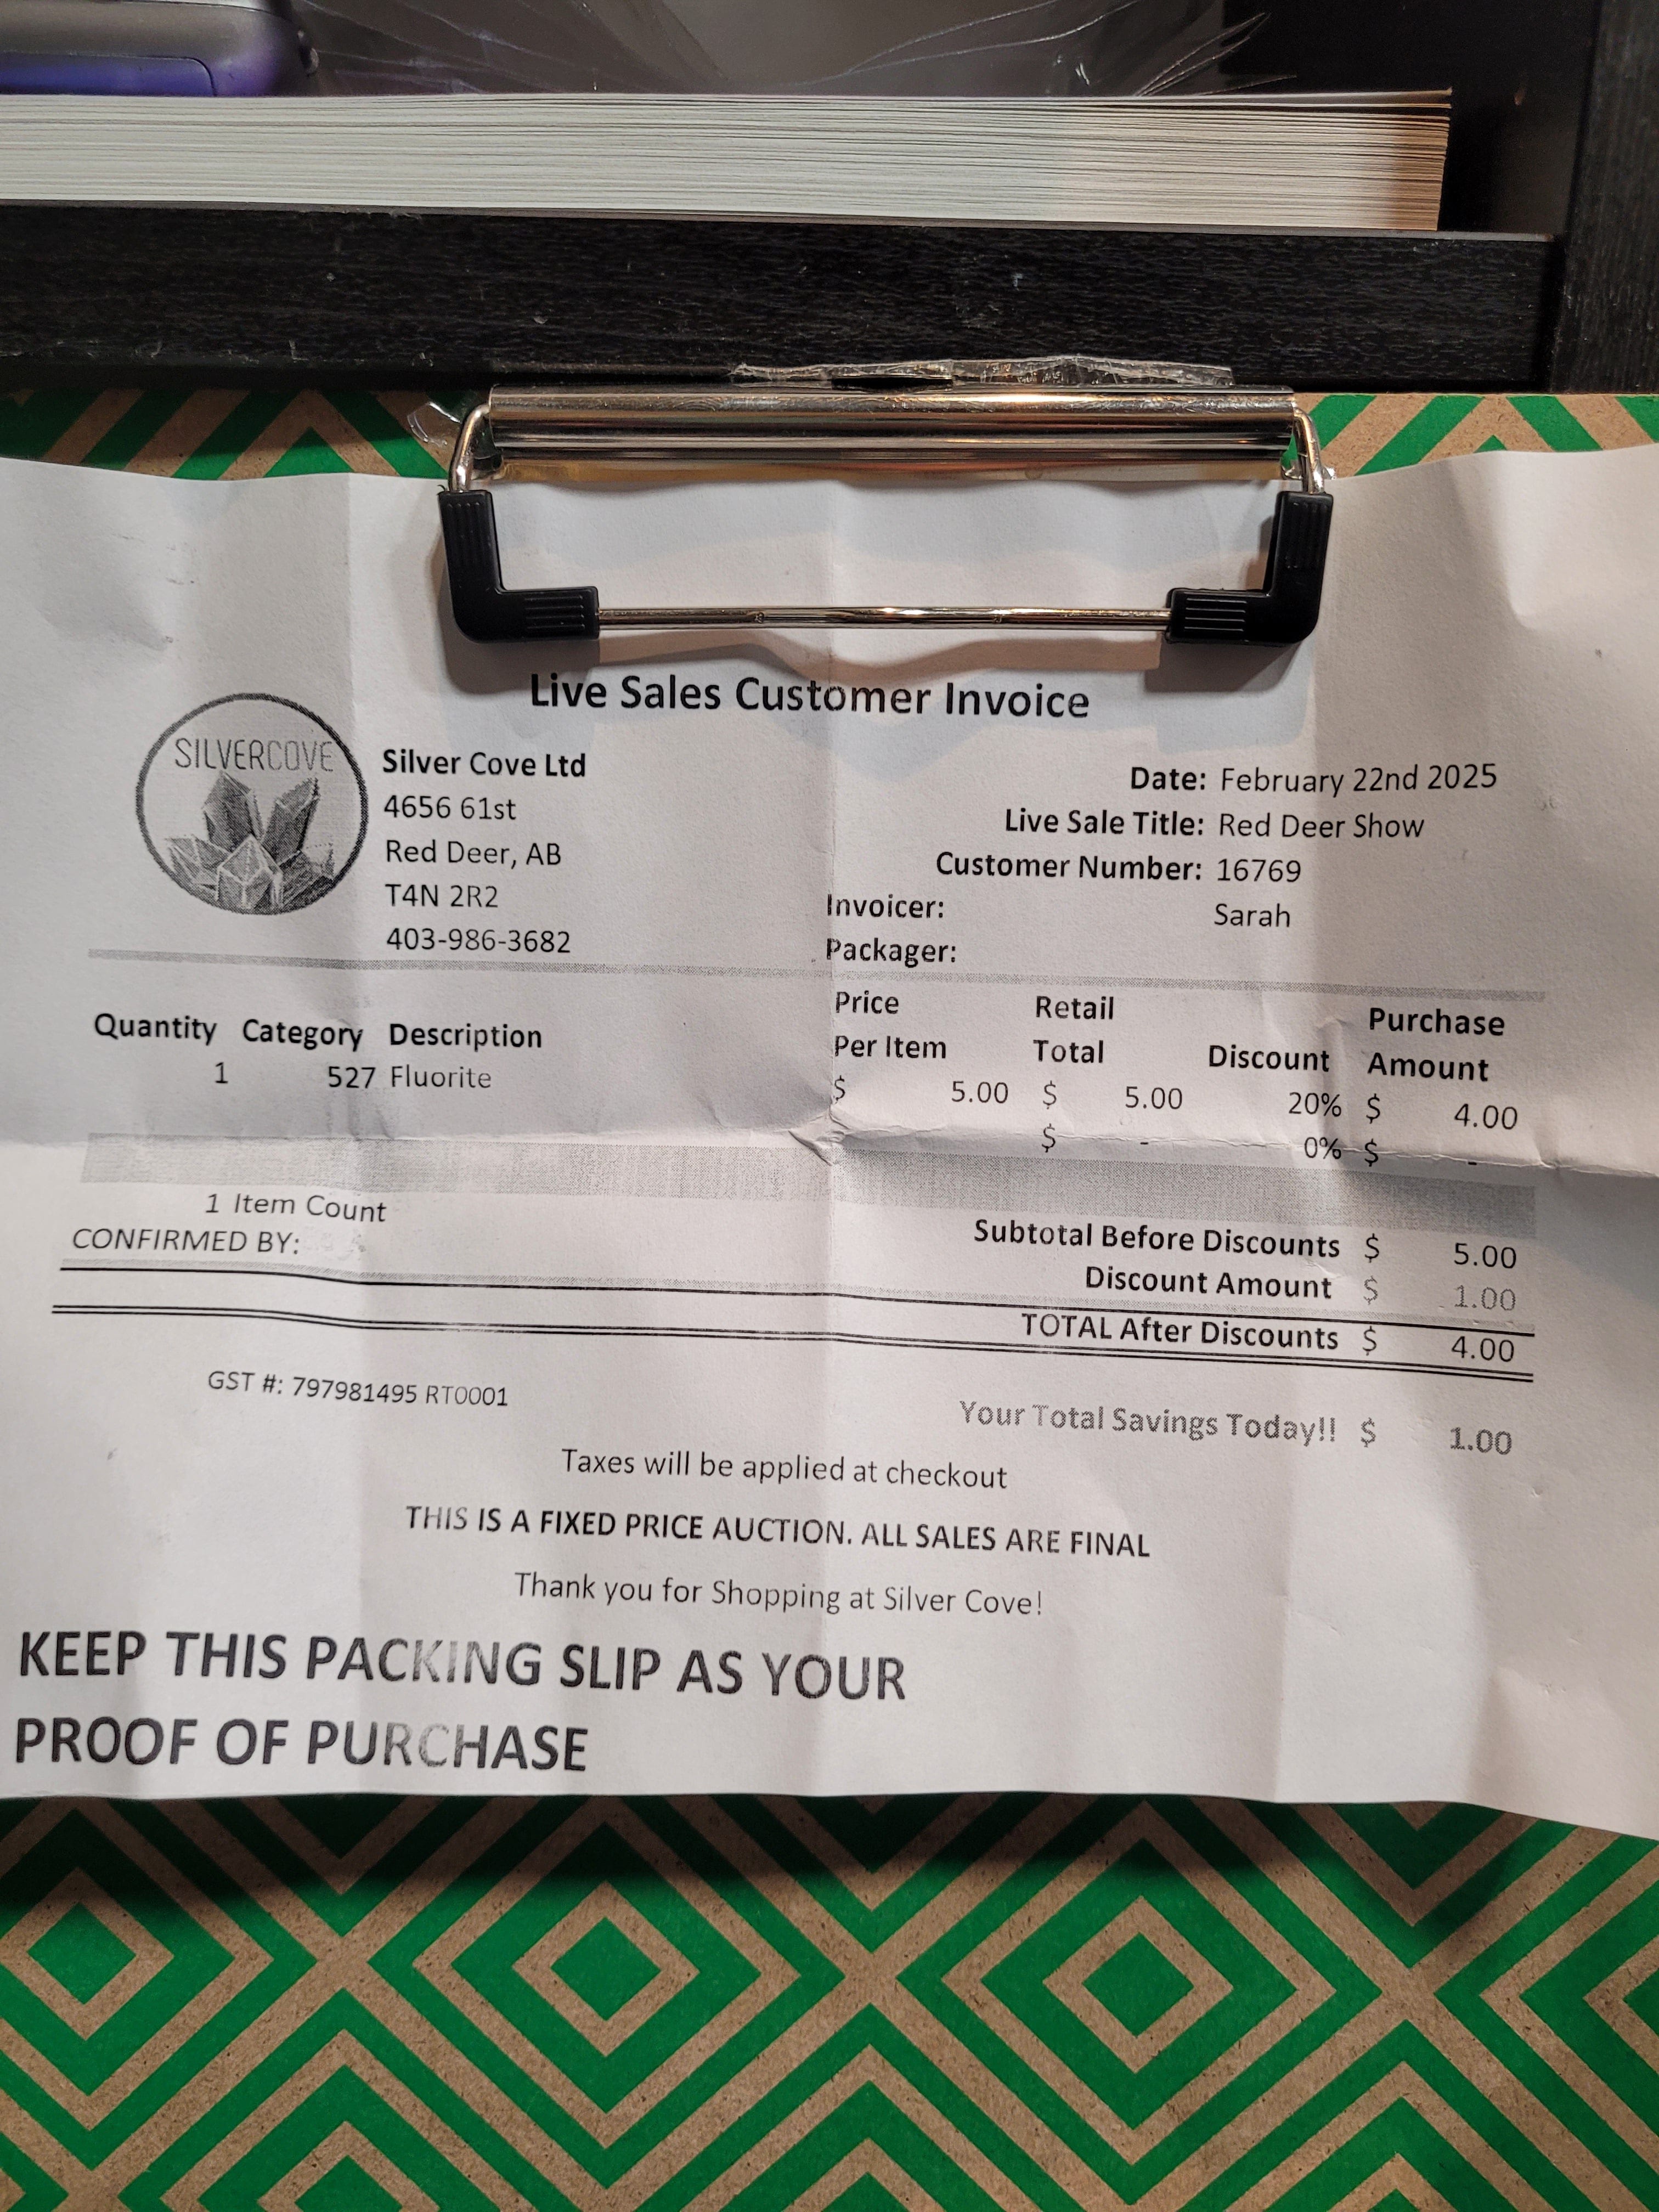 Live Sales Customer Invoice
SILVERCOVE
Silver Cove Ltd
4656 61st
Red Deer, AB
T4N 2R2
403-986-3682
Date: February 22nd 2025
Live Sale Title: Red Deer Show
Customer Number: 16769
Invoicer: Sarah
Packager:
Quantity Category Description Price Per Item Retail Total Discount Purchase Amount
1 527 Fluorite $ 5.00 $ 5.00 20% $ 4.00
$ - 0% $ -
1 Item Count
CONFIRMED BY:
Subtotal Before Discounts $ 5.00
Discount Amount $ 1.00
TOTAL After Discounts $ 4.00
GST #: 797981495 RT0001
Your Total Savings Today!! $ 1.00
Taxes will be applied at checkout
THIS IS A FIXED PRICE AUCTION. ALL SALES ARE FINAL
Thank you for Shopping at Silver Cove!
KEEP THIS PACKING SLIP AS YOUR
PROOF OF PURCHASE